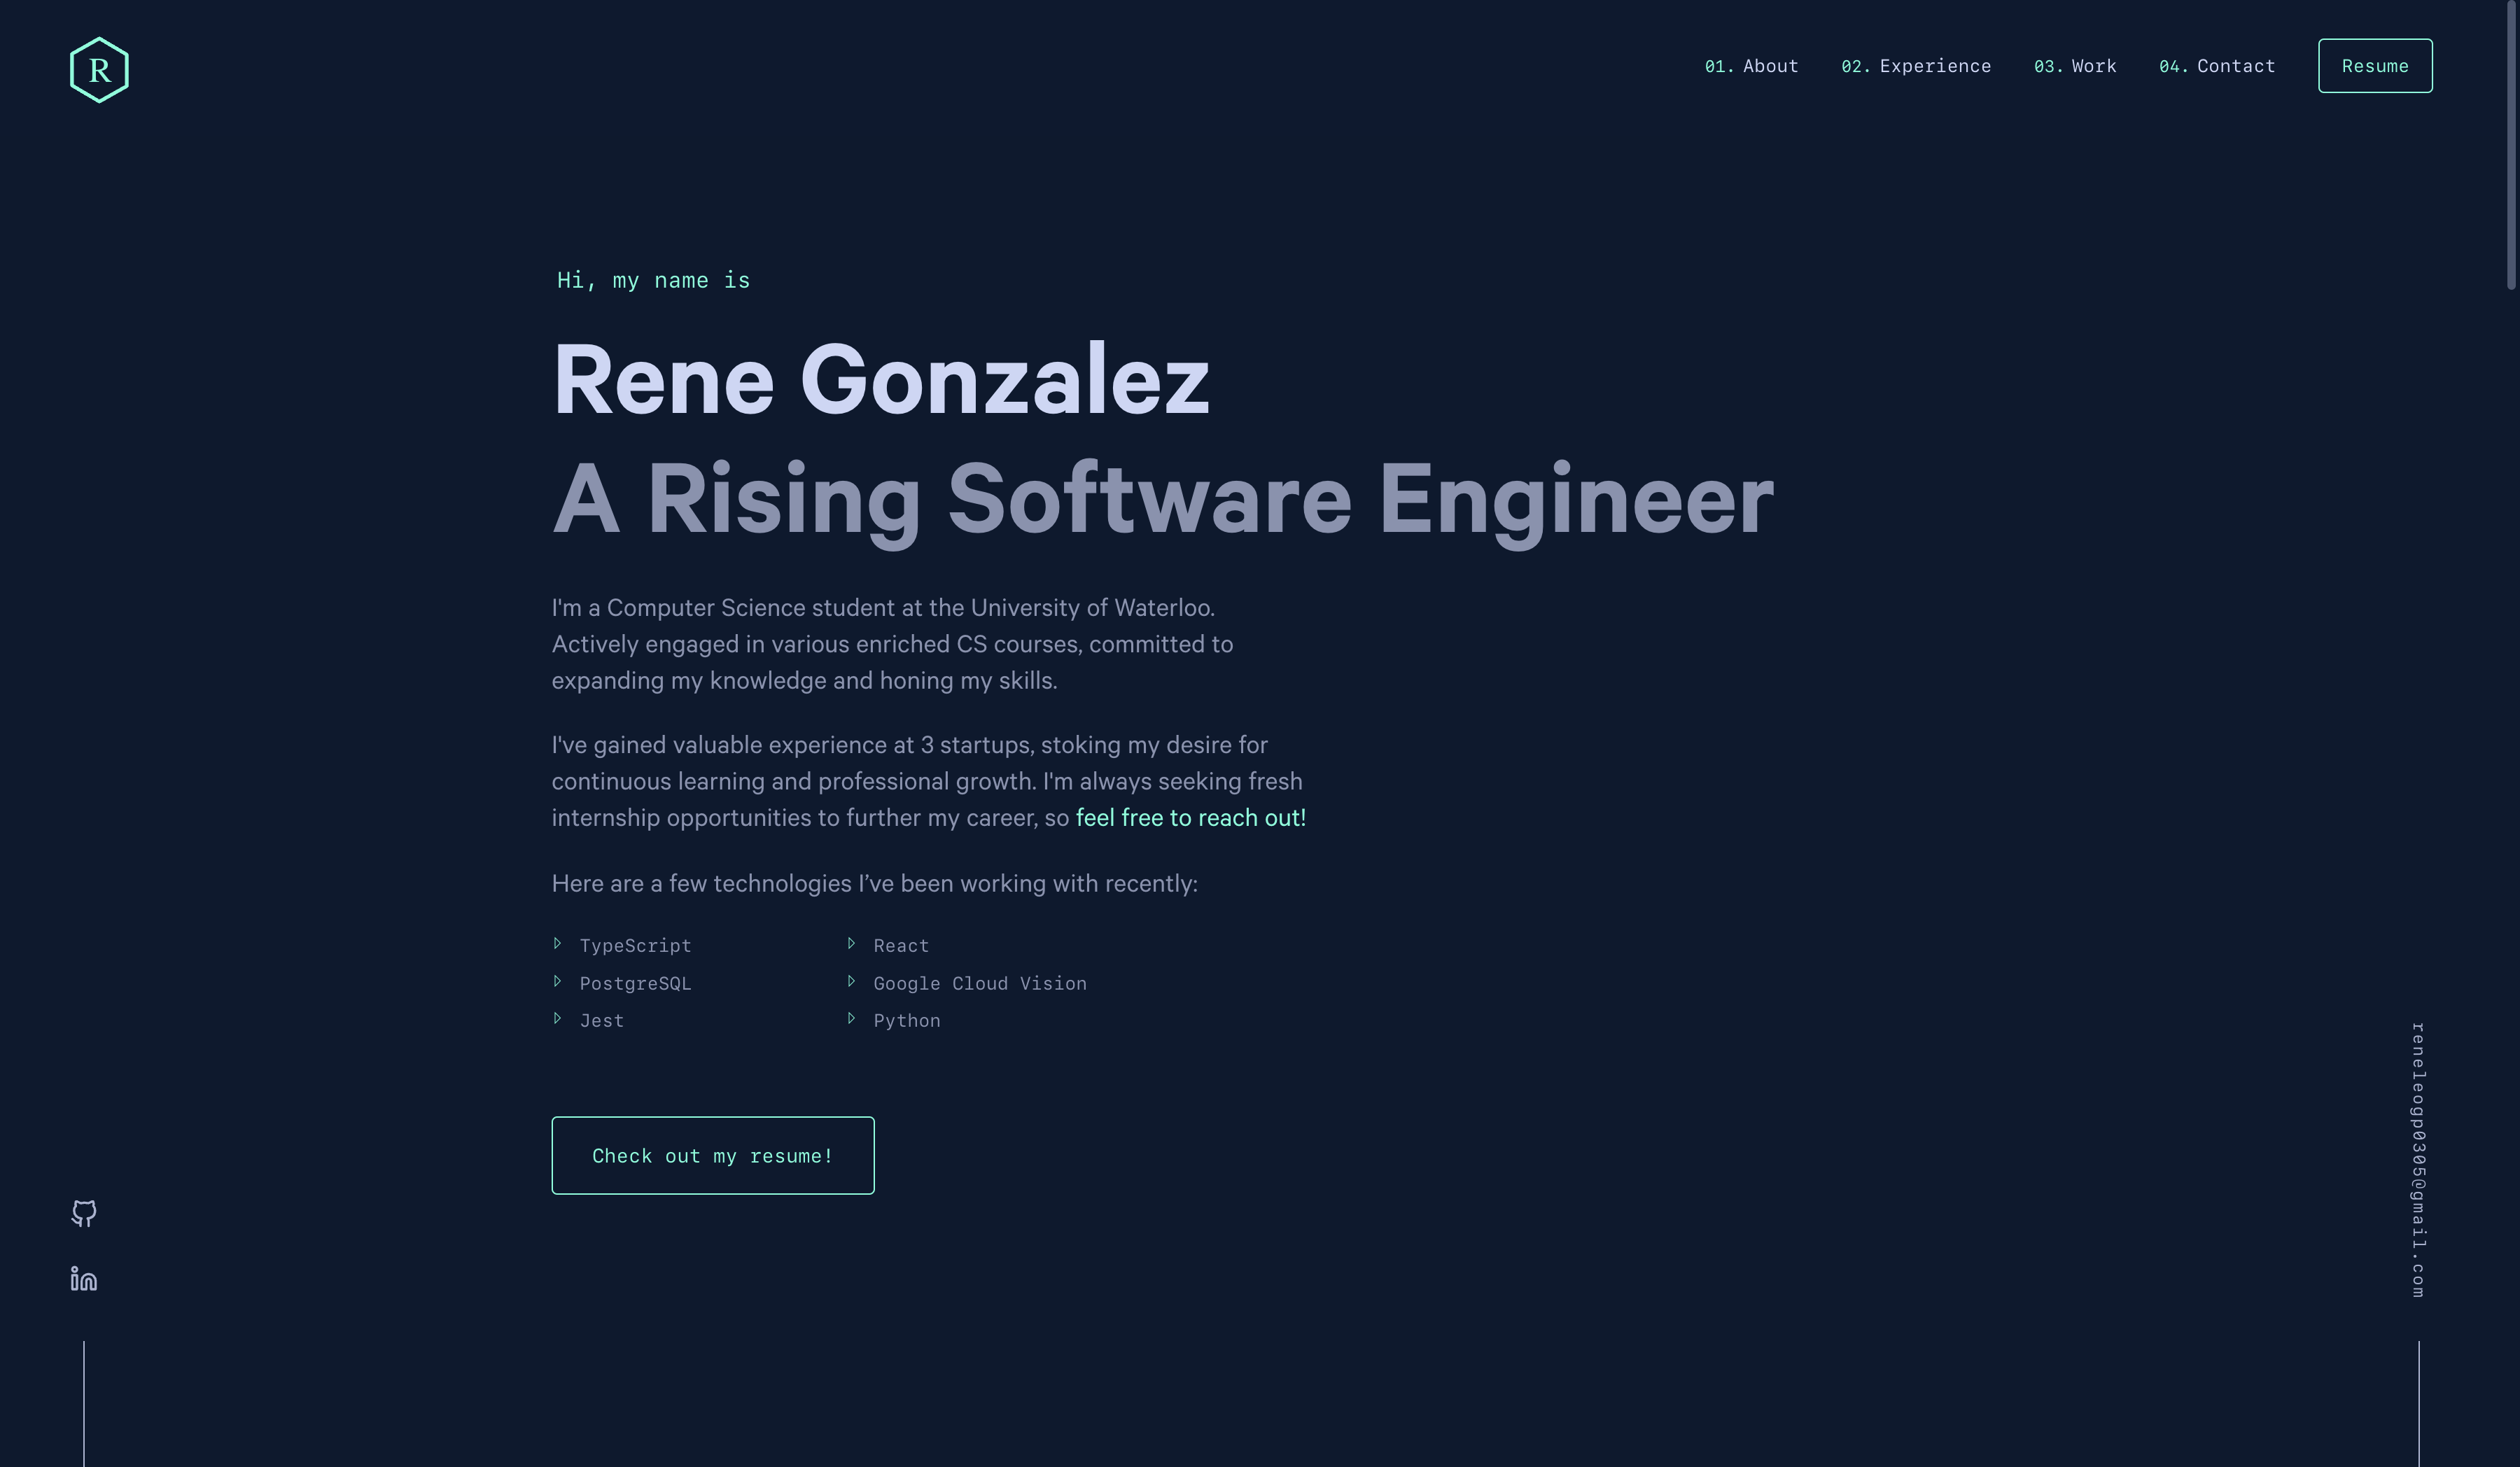 R
01. About 02. Experience 03. Work 04. Contact Resume
Hi, my name is
Rene Gonzalez
A Rising Software Engineer
I'm a Computer Science student at the University of Waterloo.
Actively engaged in various enriched CS courses, committed to
expanding my knowledge and honing my skills.
I've gained valuable experience at 3 startups, stoking my desire for
continuous learning and professional growth. I'm always seeking fresh
internship opportunities to further my career, so feel free to reach out!
Here are a few technologies I’ve been working with recently:
TypeScript React
PostgreSQL Google Cloud Vision
Jest Python
Check out my resume!
in
reneleogp0305@gmail.com